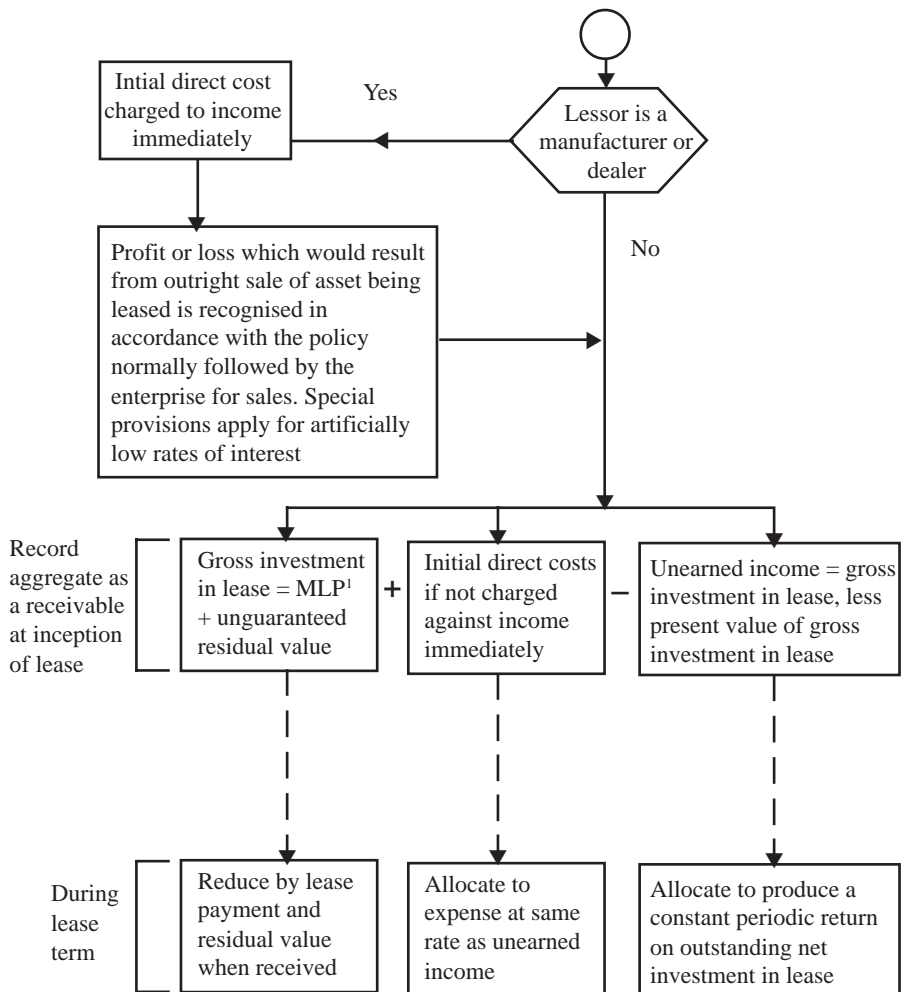 Intial direct cost
charged to income
immediately
Yes
Lessor is a
manufacturer or
dealer
No
Profit or loss which would result
from outright sale of asset being
leased is recognised in
accordance with the policy
normally followed by the
enterprise for sales. Special
provisions apply for artificially
low rates of interest
Record
aggregate as
a receivable
at inception
of lease
Gross investment
in lease = MLP¹
+ unguaranteed
residual value
+
Initial direct costs
if not charged
against income
immediately
–
Unearned income = gross
investment in lease, less
present value of gross
investment in lease
During
lease
term
Reduce by lease
payment and
residual value
when received
Allocate to
expense at same
rate as unearned
income
Allocate to produce a
constant periodic return
on outstanding net
investment in lease